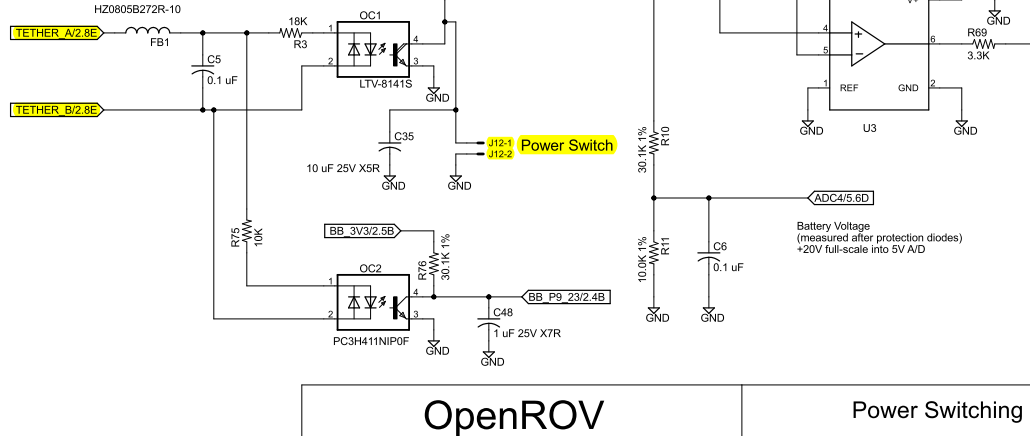 HZ0805B272R-10
TETHER_A/2.8E
FB1
18K
R3
OC1
1
2
4
3
LTV-8141S
GND
C5
0.1 uF
TETHER_B/2.8E
C35
10 uF 25V X5R
GND
J12-1
J12-2
Power Switch
GND
R75
10K
BB_3V3/2.5B
R76
30.1K 1%
OC2
1
2
4
3
PC3H411NIP0F
GND
BB_P9_23/2.4B
C48
1 uF 25V X7R
GND
30.1K 1%
R10
10.0K 1%
R11
GND
C6
0.1 uF
GND
ADC4/5.6D
Battery Voltage
(measured after protection diodes)
+20V full-scale into 5V A/D
V+
GND
4
+
5
−
6
R69
3.3K
1
REF
GND
2
GND
GND
U3
OpenROV
Power Switching